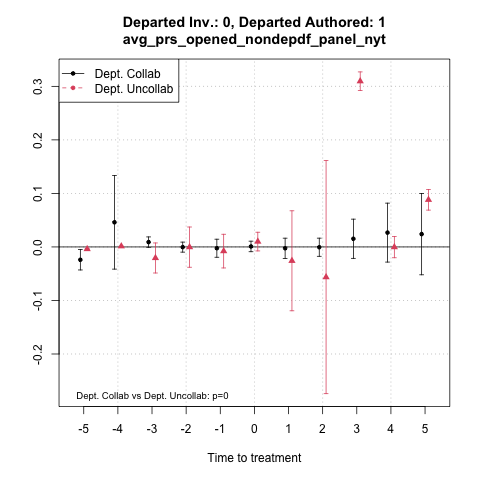 Departed Inv.: 0, Departed Authored: 1
avg_prs_opened_nondepdf_panel_nyt
Dept. Collab
Dept. Uncollab
0.3
0.2
0.1
0.0
-0.1
-0.2
Dept. Collab vs Dept. Uncollab: p=0
-5 -4 -3 -2 -1 0 1 2 3 4 5
Time to treatment